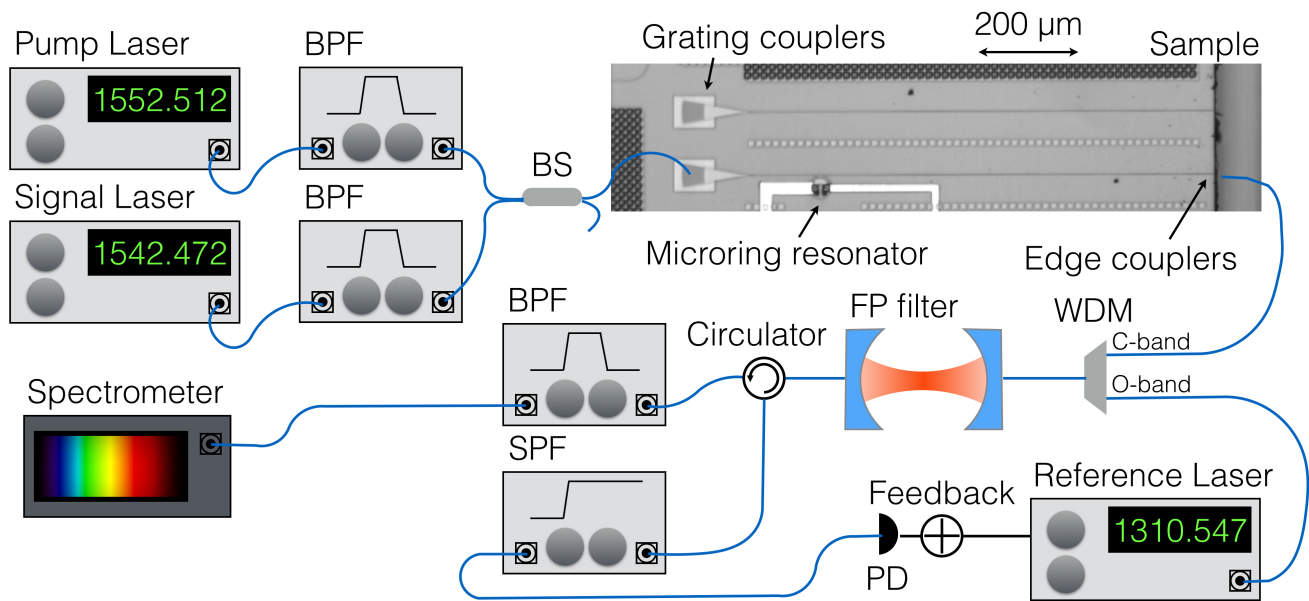 Pump Laser
1552.512
BPF
Signal Laser
1542.472
BPF
BS
Grating couplers
200 µm
Sample
Microring resonator
Edge couplers
BPF
Circulator
FP filter
WDM
C-band
O-band
Spectrometer
SPF
Feedback
PD
Reference Laser
1310.547